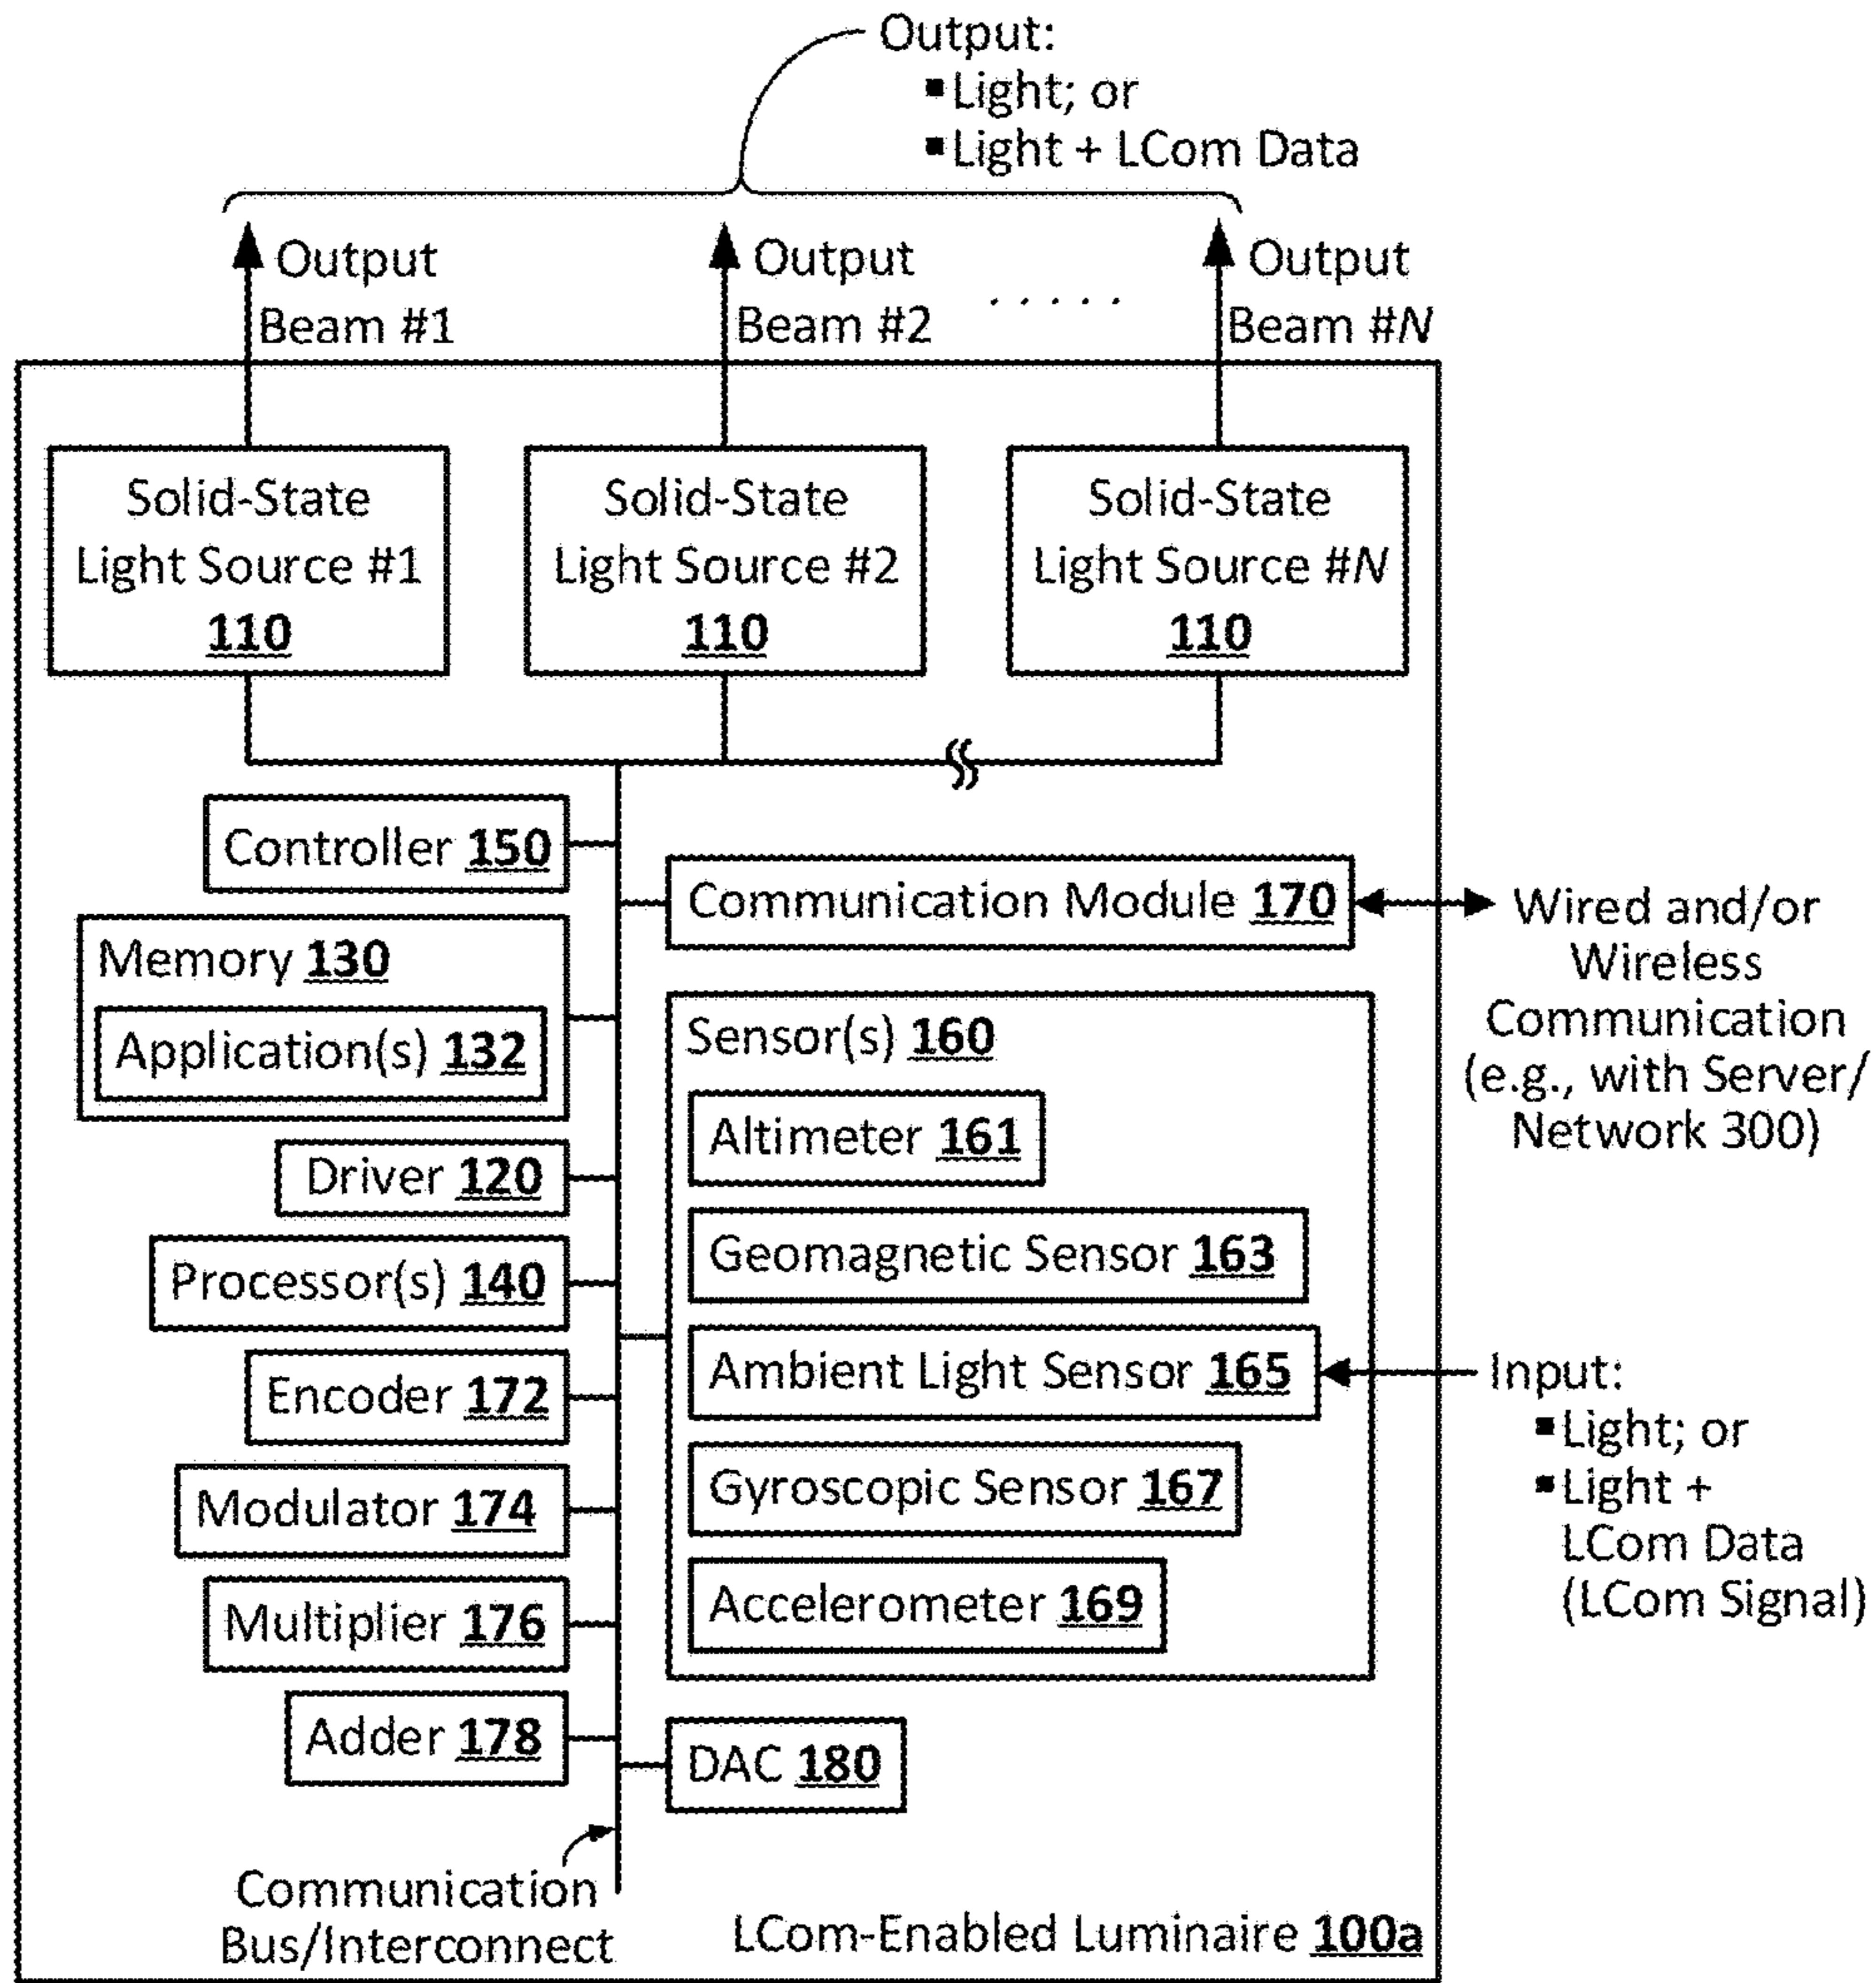 Output:
▪Light; or
▪Light + LCom Data
Output
Beam #1
Output
Beam #2
. . . . .
Output
Beam #N
Solid-State
Light Source #1
110
Solid-State
Light Source #2
110
Solid-State
Light Source #N
110
Controller 150
Memory 130
Application(s) 132
Driver 120
Processor(s) 140
Encoder 172
Modulator 174
Multiplier 176
Adder 178
Communication
Bus/Interconnect
Communication Module 170
Sensor(s) 160
Altimeter 161
Geomagnetic Sensor 163
Ambient Light Sensor 165
Gyroscopic Sensor 167
Accelerometer 169
DAC 180
LCom-Enabled Luminaire 100a
Wired and/or
Wireless
Communication
(e.g., with Server/
Network 300)
Input:
▪Light; or
▪Light +
LCom Data
(LCom Signal)